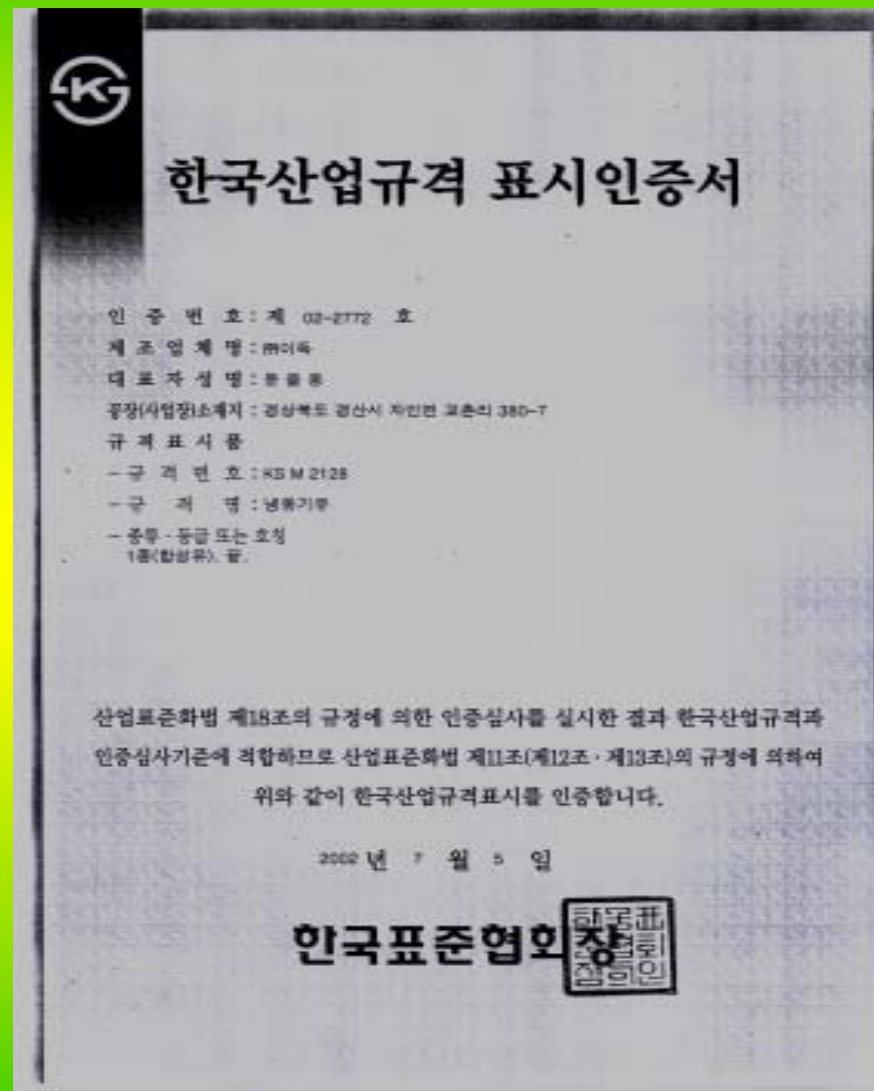 한국산업규격 표시인증서
인 증 번 호 : 제 02-2772 호
제 조 업 체 명 : ㈜이득
대 표 자 성 명 :
공장(사업장)소재지 : 경상북도 경산시 자인면 교촌리 380-7
규 격 표 시 품
- 규 격 번 호 : KS M 2128
- 규 격 명 : 냉동기유
- 종류 · 등급 또는 호칭
1종(합성유). 끝.
산업표준화법 제18조의 규정에 의한 인증심사를 실시한 결과 한국산업규격과
인증심사기준에 적합하므로 산업표준화법 제11조(제12조 · 제13조)의 규정에 의하여
위와 같이 한국산업규격표시를 인증합니다.
2002 년 7 월 5 일
한국표준협회장